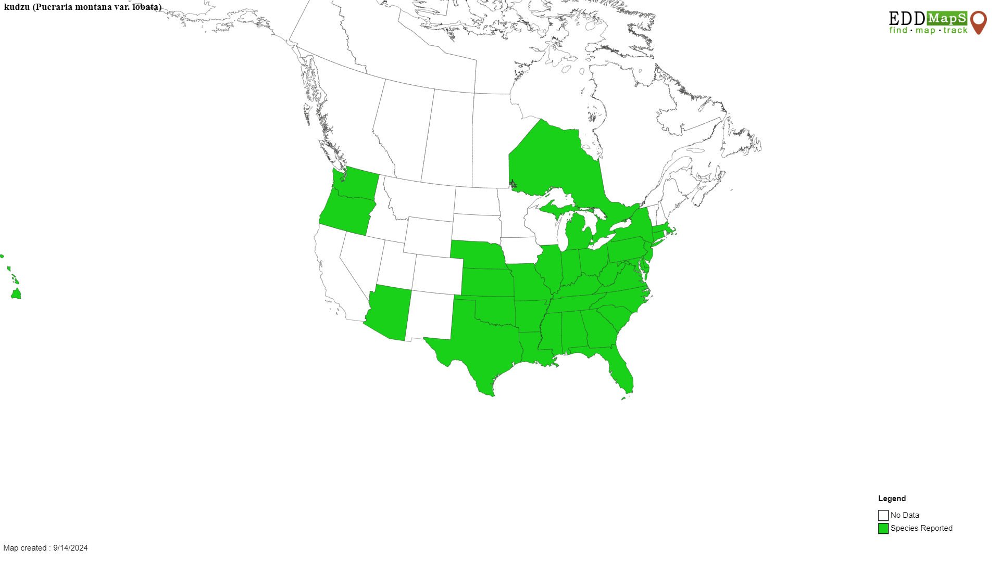 kudzu (Pueraria montana var. lobata)
EDDMapS
find · map · track
Legend
No Data
Species Reported
Map created : 9/14/2024